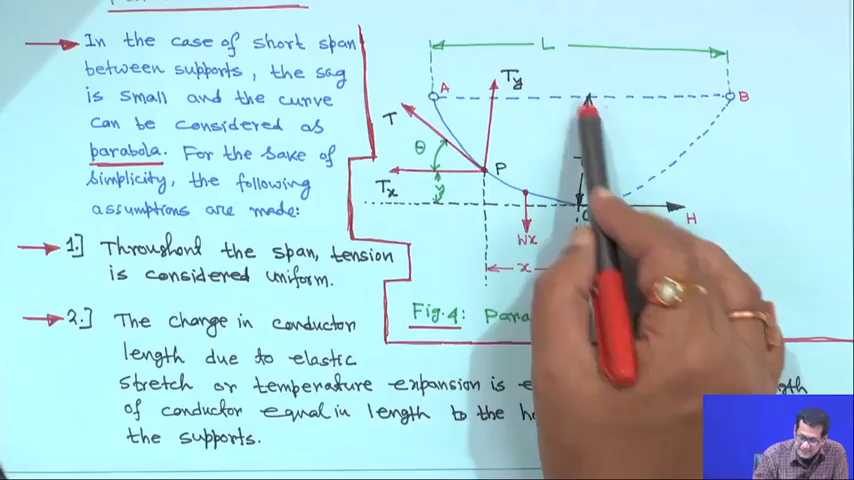 In the case of short span
between supports, the sag
is small and the curve
can be considered as
parabola. For the sake of
simplicity, the following
assumptions are made:
1.] Throughout the span, tension
is considered uniform.
2.] The change in conductor
length due to elastic
stretch or temperature expansion is
of conductor equal in length to the
the supports.
L
A
B
Ty
T
θ
P
Tx
y
H
Wx
x
Fig.4: